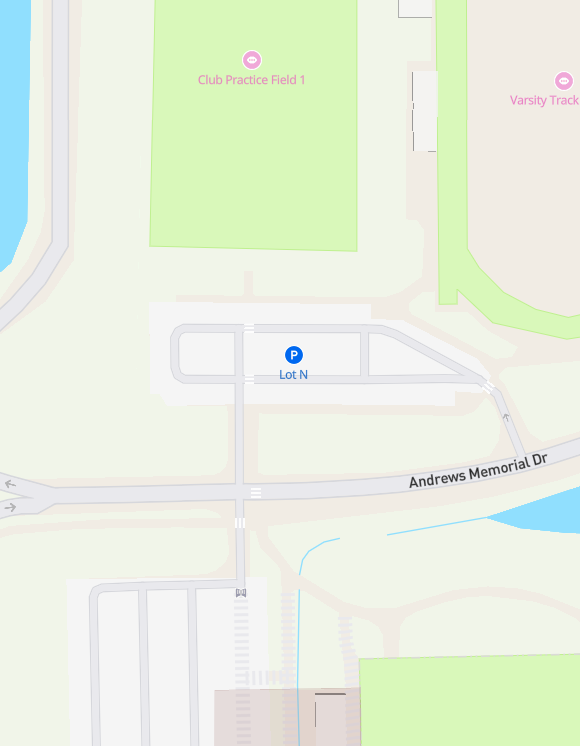 Club Practice Field 1
Varsity Track
P
Lot N
Andrews Memorial Dr